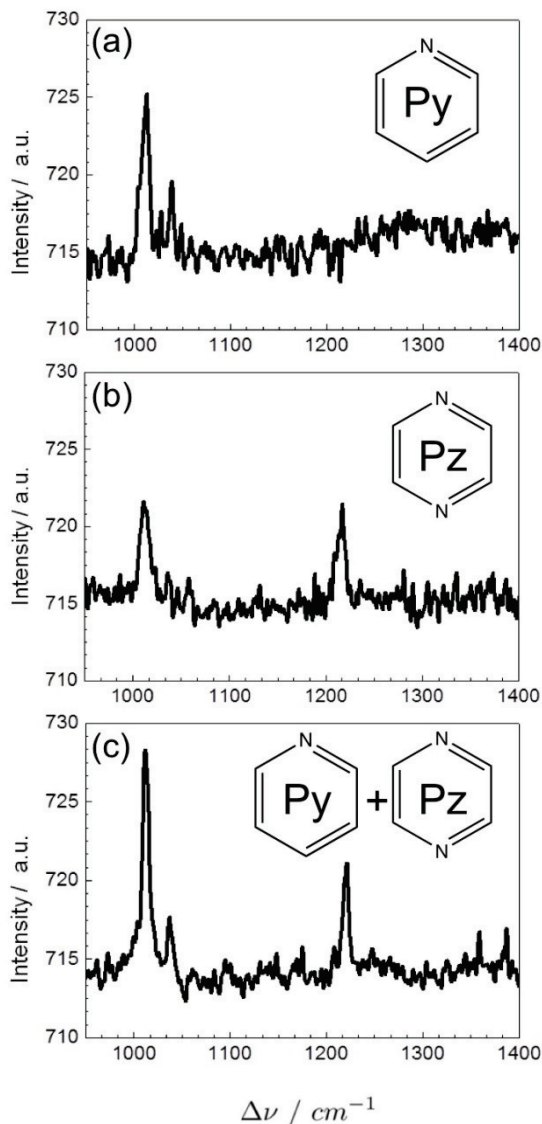 (a)
730
725
720
715
710
Intensity / a.u.
N
Py
1000 1100 1200 1300 1400
(b)
730
725
720
715
710
Intensity / a.u.
N
Pz
N
1000 1100 1200 1300 1400
(c)
730
725
720
715
710
Intensity / a.u.
N N
Py + Pz
N
1000 1100 1200 1300 1400
Δν / cm⁻¹